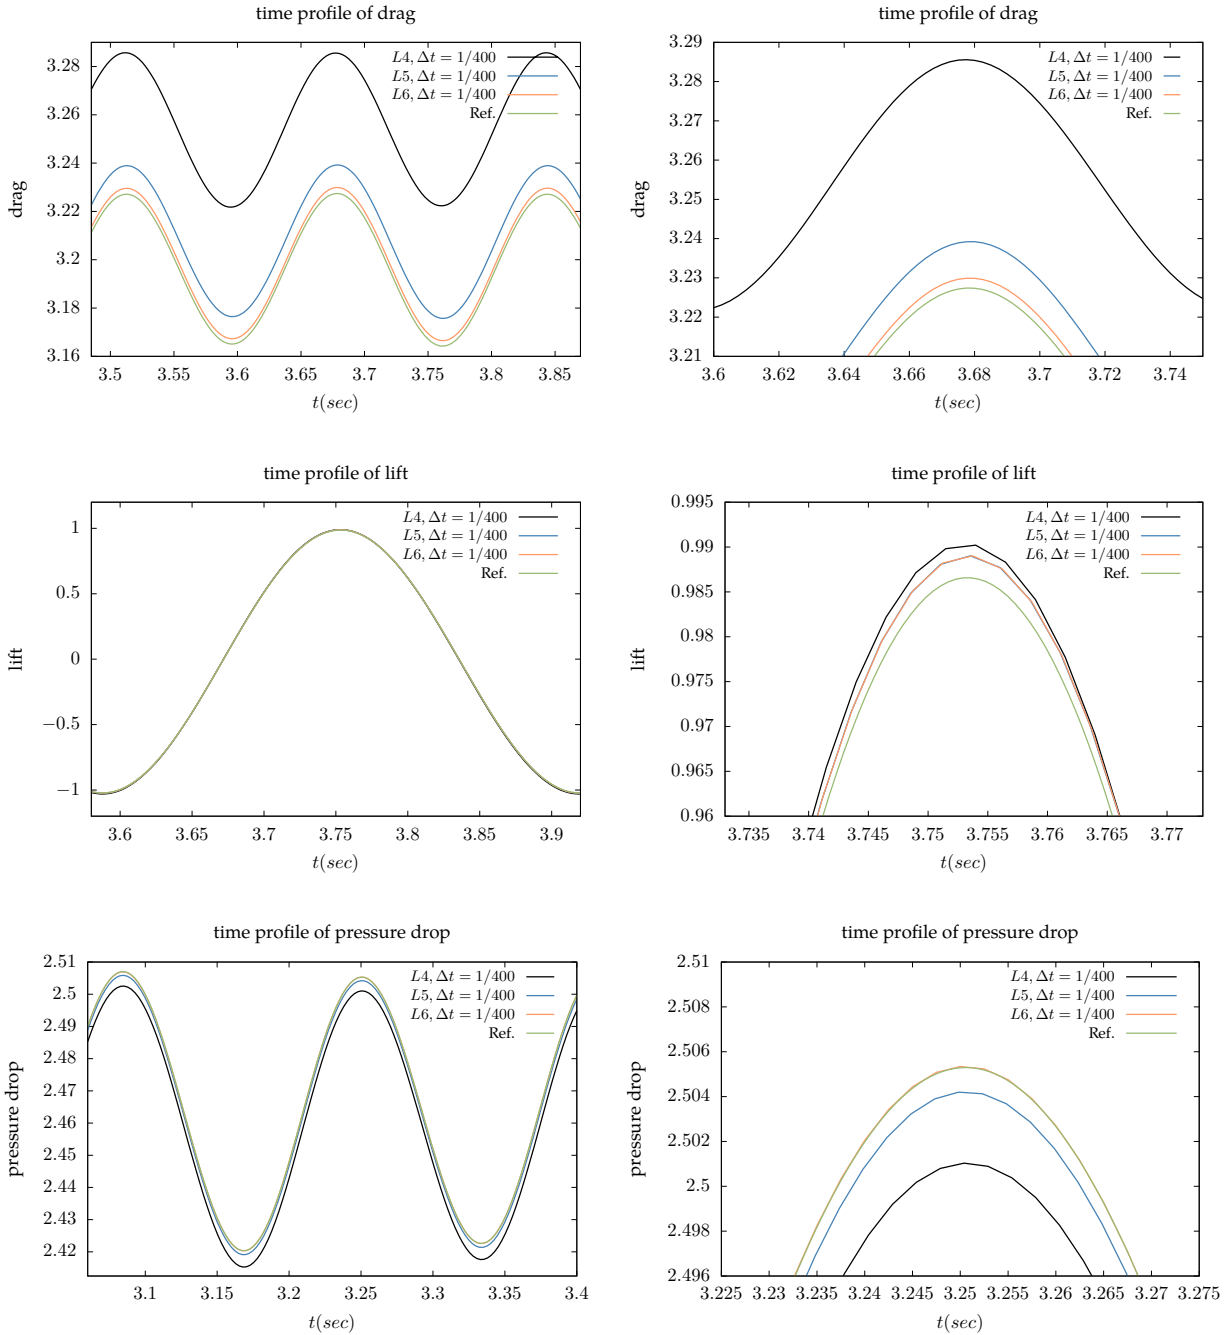 time profile of drag
3.28
3.26
3.24
3.22
3.2
3.18
3.16
drag
L4, Δt = 1/400
L5, Δt = 1/400
L6, Δt = 1/400
Ref.
3.5 3.55 3.6 3.65 3.7 3.75 3.8 3.85
t(sec)
time profile of drag
3.29
3.28
3.27
3.26
3.25
3.24
3.23
3.22
3.21
drag
L4, Δt = 1/400
L5, Δt = 1/400
L6, Δt = 1/400
Ref.
3.6 3.62 3.64 3.66 3.68 3.7 3.72 3.74
t(sec)
time profile of lift
1
0.5
0
−0.5
−1
lift
L4, Δt = 1/400
L5, Δt = 1/400
L6, Δt = 1/400
Ref.
3.6 3.65 3.7 3.75 3.8 3.85 3.9
t(sec)
time profile of lift
0.995
0.99
0.985
0.98
0.975
0.97
0.965
0.96
lift
L4, Δt = 1/400
L5, Δt = 1/400
L6, Δt = 1/400
Ref.
3.735 3.74 3.745 3.75 3.755 3.76 3.765 3.77
t(sec)
time profile of pressure drop
2.51
2.5
2.49
2.48
2.47
2.46
2.45
2.44
2.43
2.42
pressure drop
L4, Δt = 1/400
L5, Δt = 1/400
L6, Δt = 1/400
Ref.
3.1 3.15 3.2 3.25 3.3 3.35 3.4
t(sec)
time profile of pressure drop
2.51
2.508
2.506
2.504
2.502
2.5
2.498
2.496
pressure drop
L4, Δt = 1/400
L5, Δt = 1/400
L6, Δt = 1/400
Ref.
3.225 3.23 3.235 3.24 3.245 3.25 3.255 3.26 3.265 3.27 3.275
t(sec)